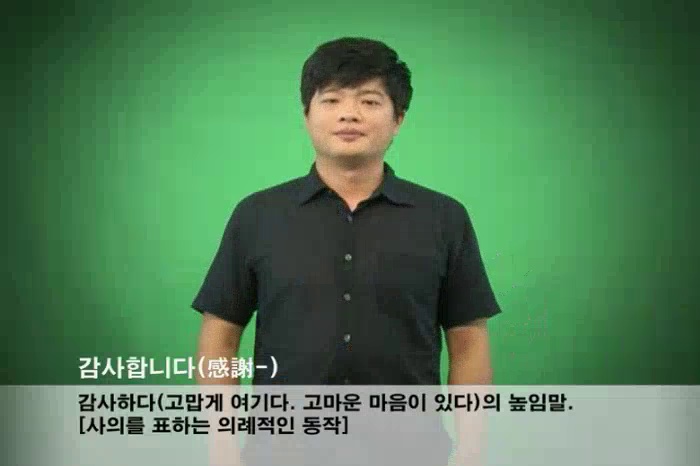 감사합니다(感謝-)
감사하다(고맙게 여기다. 고마운 마음이 있다)의 높임말.
[사의를 표하는 의례적인 동작]